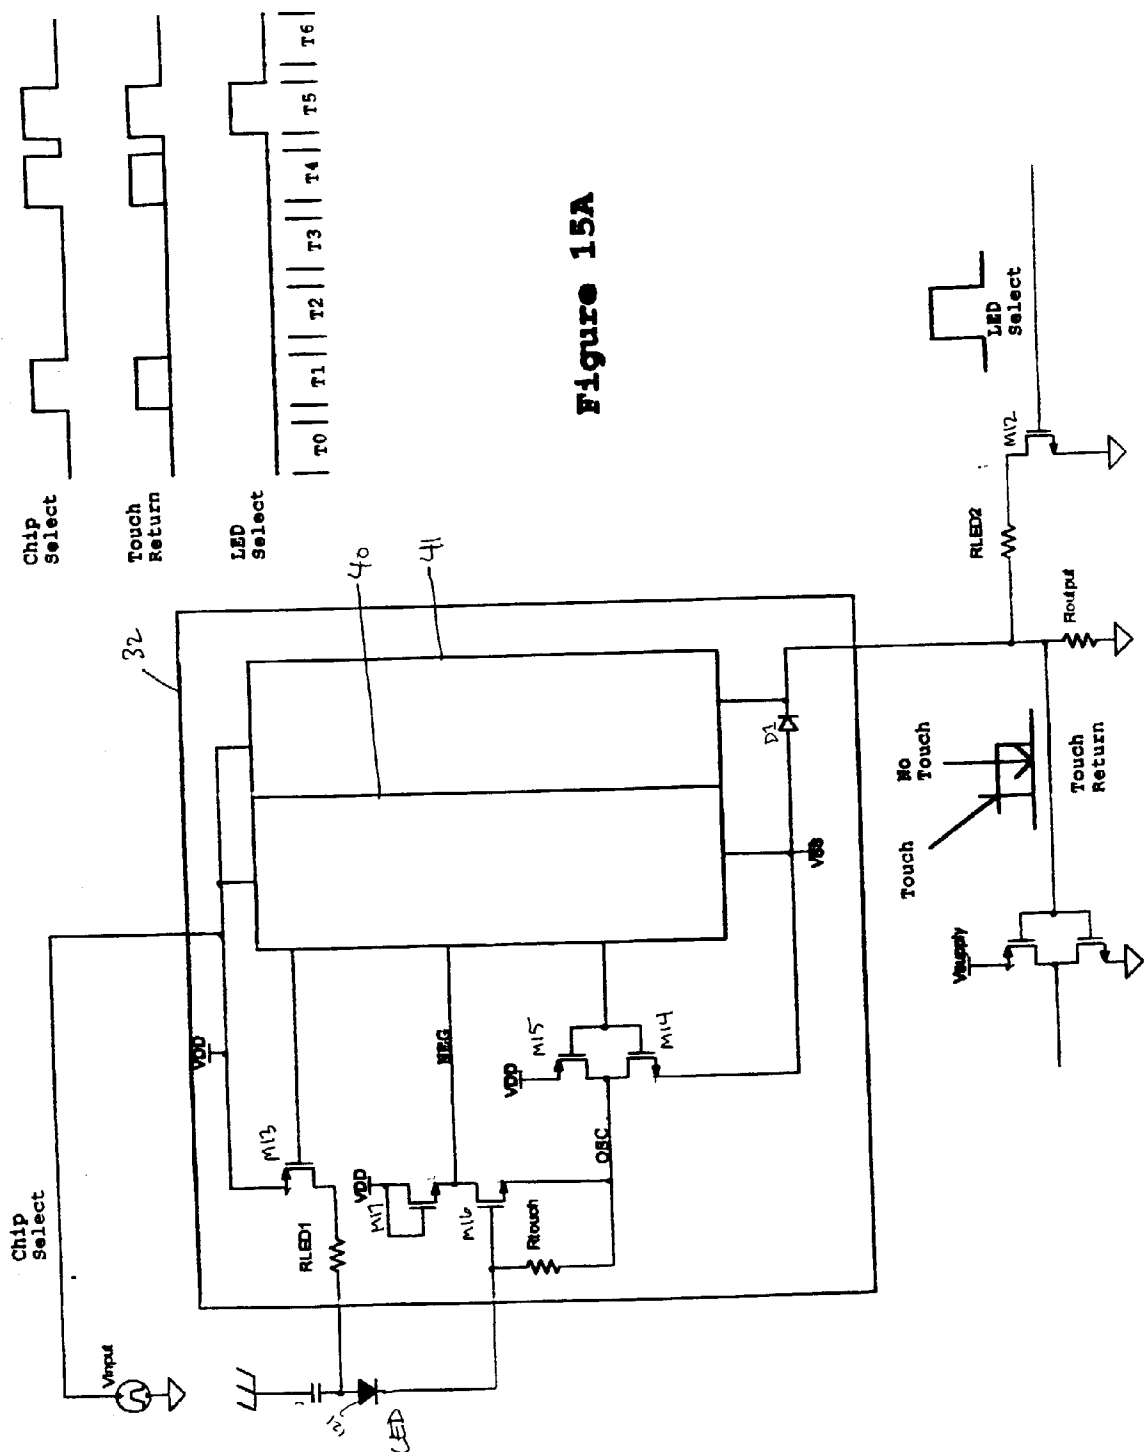 Chip
Select
Vinput
LED
RLED1
M13
VDD
VDD
M17
M16
Rtouch
NEG
OSC
VDD
M15
M14
32
40
41
VSS
D1
Chip
Select
Touch
Return
LED
Select
T0 T1 T2 T3 T4 T5 T6
Figure 15A
Vsupply
Touch
No
Touch
Touch
Return
Routput
RLED2
M12
LED
Select